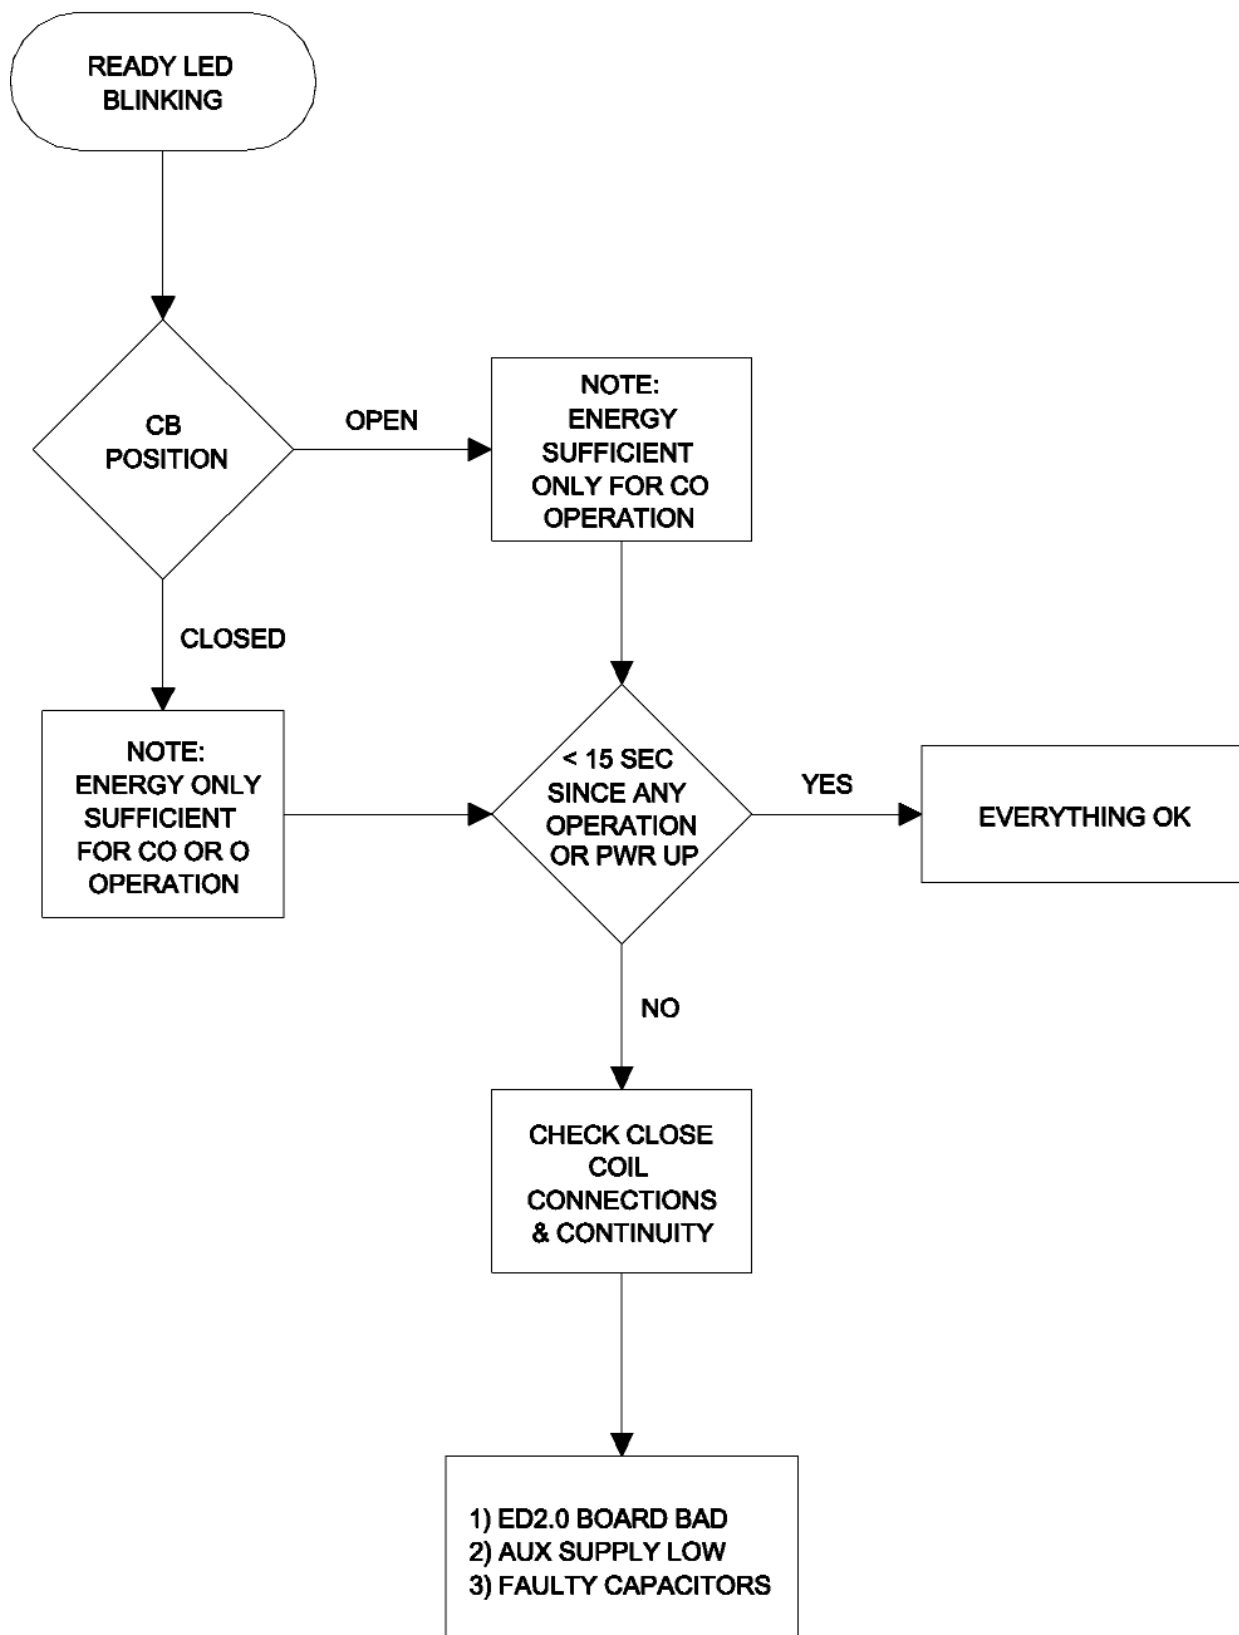 READY LED
BLINKING
CB
POSITION
OPEN
NOTE:
ENERGY
SUFFICIENT
ONLY FOR CO
OPERATION
CLOSED
NOTE:
ENERGY ONLY
SUFFICIENT
FOR CO OR O
OPERATION
< 15 SEC
SINCE ANY
OPERATION
OR PWR UP
YES
EVERYTHING OK
NO
CHECK CLOSE
COIL
CONNECTIONS
& CONTINUITY
1) ED2.0 BOARD BAD
2) AUX SUPPLY LOW
3) FAULTY CAPACITORS